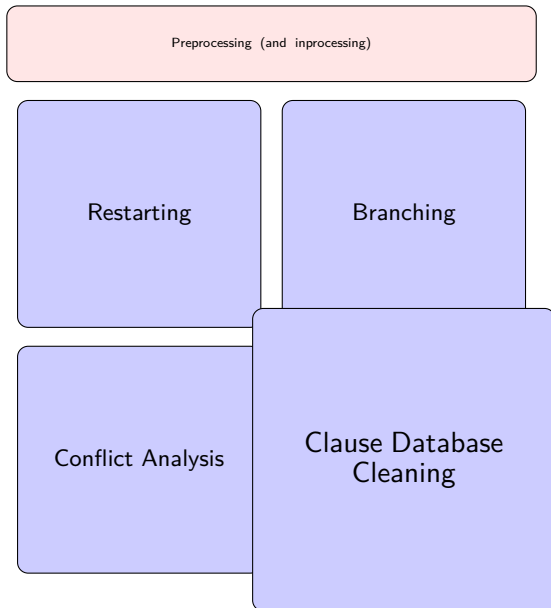 Preprocessing (and inprocessing)
Restarting
Branching
Conflict Analysis
Clause Database
Cleaning